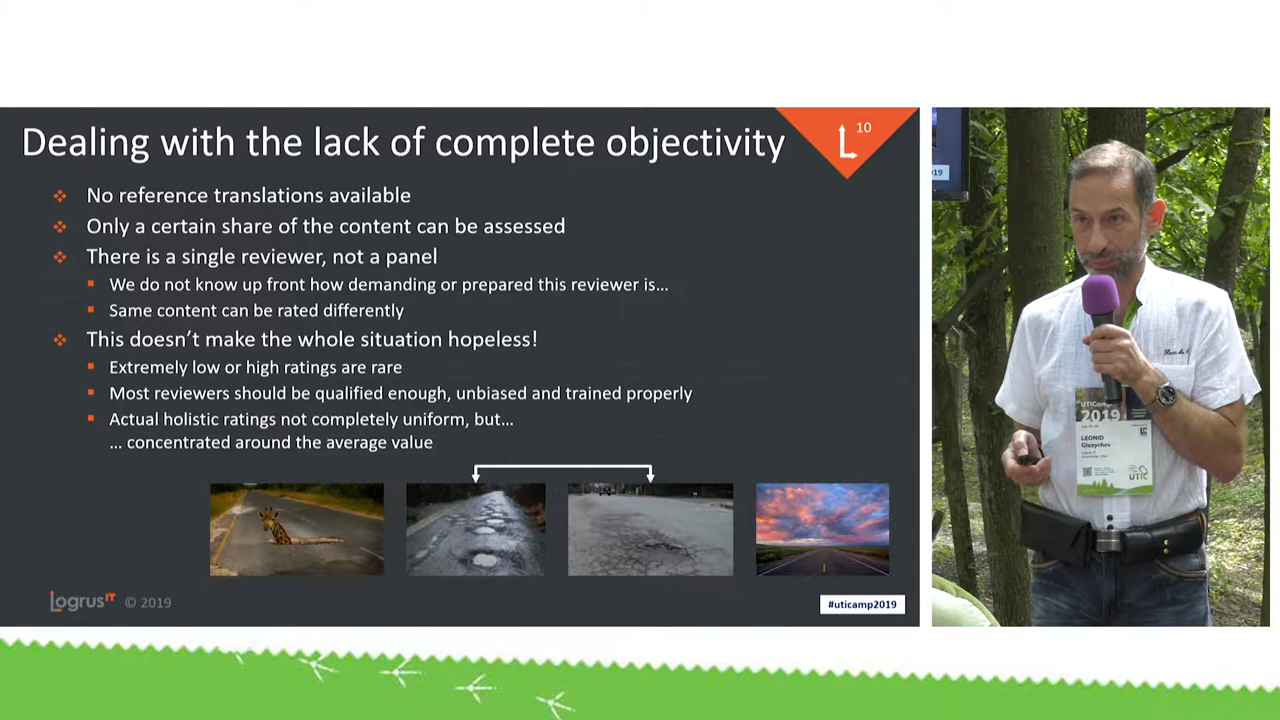 Dealing with the lack of complete objectivity
10
No reference translations available
Only a certain share of the content can be assessed
There is a single reviewer, not a panel
We do not know up front how demanding or prepared this reviewer is…
Same content can be rated differently
This doesn’t make the whole situation hopeless!
Extremely low or high ratings are rare
Most reviewers should be qualified enough, unbiased and trained properly
Actual holistic ratings not completely uniform, but…
… concentrated around the average value
LogrusIT © 2019
#uticamp2019
19
UTICamp
2019
LEONID
Glazychev
UTIC